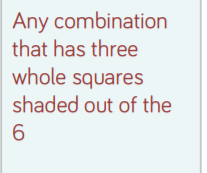 Any combination
that has three
whole squares
shaded out of the
6